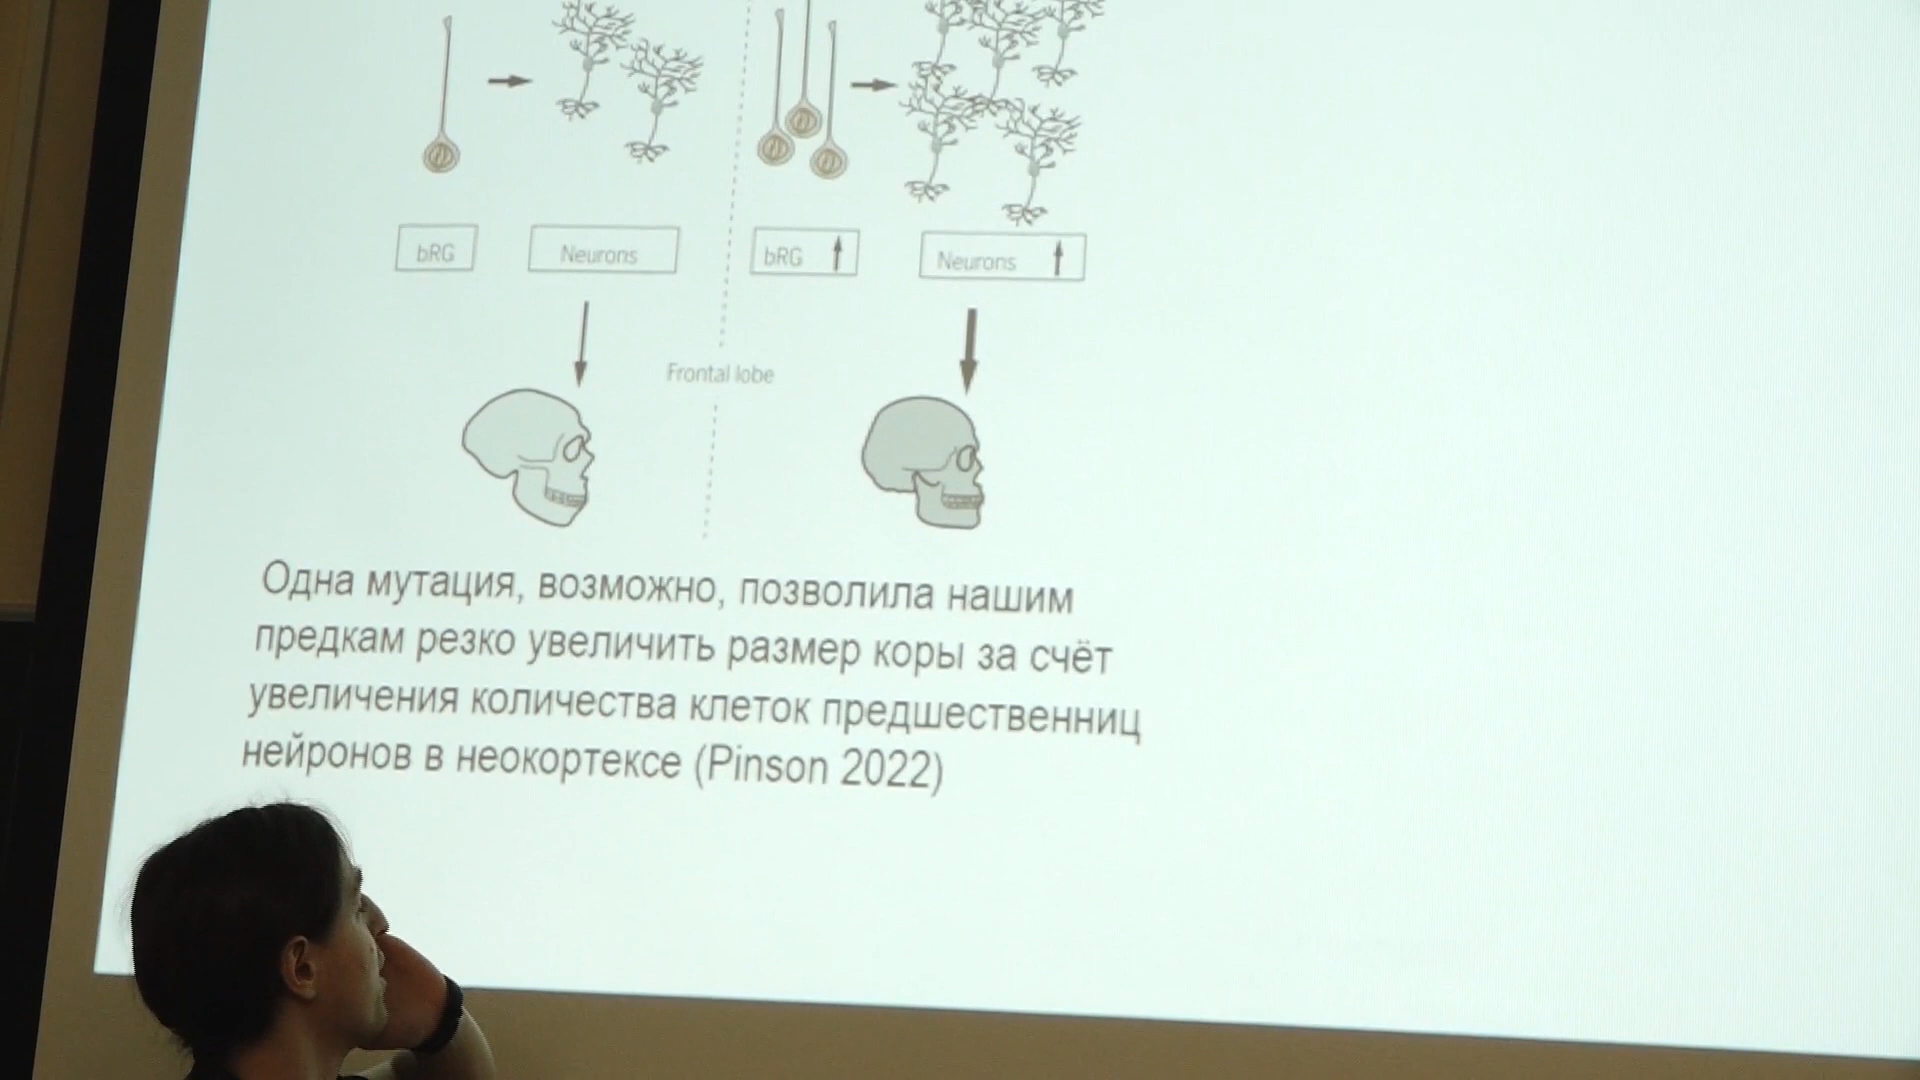 bRG
Neurons
bRG
Neurons
Frontal lobe
Одна мутация, возможно, позволила нашим
предкам резко увеличить размер коры за счёт
увеличения количества клеток предшественниц
нейронов в неокортексе (Pinson 2022)